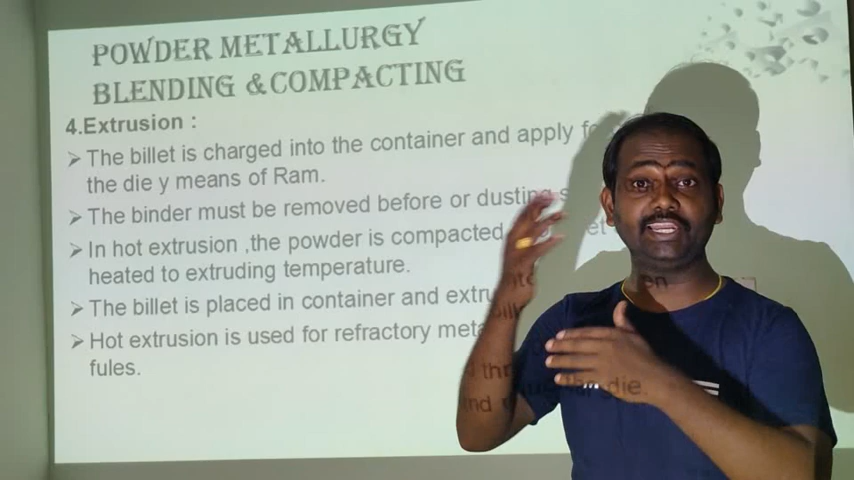 POWDER METALLURGY
BLENDING & COMPACTING
4.Extrusion :
➢ The billet is charged into the container and apply
the die y means of Ram.
➢ The binder must be removed before or dusting
➢ In hot extrusion ,the powder is compacted
heated to extruding temperature.
➢ The billet is placed in container and
➢ Hot extrusion is used for refractory
fules.
die.